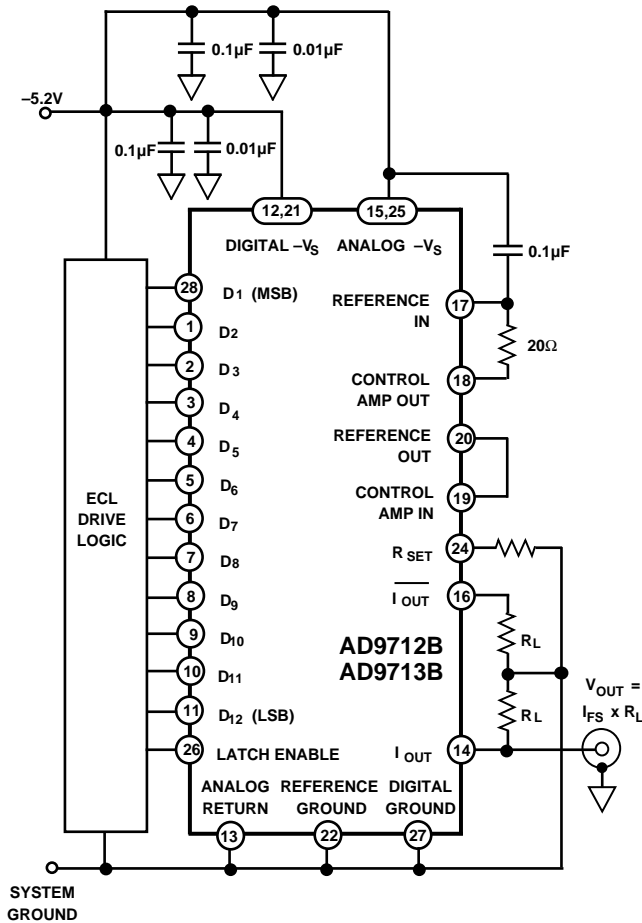 0.1µF
0.01µF
–5.2V
0.1µF
0.01µF
12,21
15,25
DIGITAL –VS
ANALOG –VS
0.1µF
28
D1 (MSB)
REFERENCE
IN
17
1
D2
20Ω
2
D3
CONTROL
AMP OUT
18
3
D4
REFERENCE
OUT
20
4
D5
5
D6
CONTROL
AMP IN
19
ECL
DRIVE
LOGIC
6
D7
RSET
24
7
D8
IOUT
16
8
D9
RL
9
D10
AD9712B
AD9713B
10
D11
VOUT =
IFS x RL
RL
11
D12 (LSB)
26
LATCH ENABLE
IOUT
14
ANALOG
RETURN
REFERENCE
GROUND
DIGITAL
GROUND
13
22
27
SYSTEM
GROUND